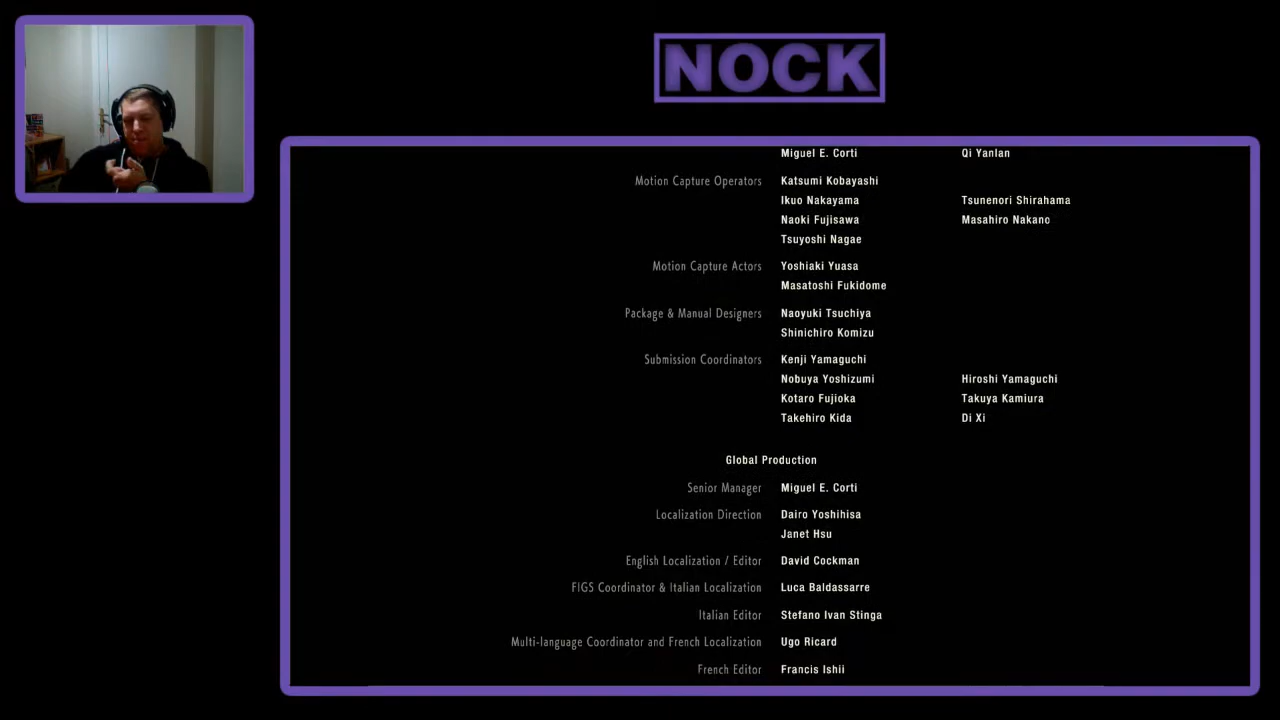 NOCK
Miguel E. Corti Qi Yanlan
Motion Capture Operators Katsumi Kobayashi
Ikuo Nakayama Tsunenori Shirahama
Naoki Fujisawa Masahiro Nakano
Tsuyoshi Nagae
Motion Capture Actors Yoshiaki Yuasa
Masatoshi Fukidome
Package & Manual Designers Naoyuki Tsuchiya
Shinichiro Komizu
Submission Coordinators Kenji Yamaguchi
Nobuya Yoshizumi Hiroshi Yamaguchi
Kotaro Fujioka Takuya Kamiura
Takehiro Kida Di Xi
Global Production
Senior Manager Miguel E. Corti
Localization Direction Dairo Yoshihisa
Janet Hsu
English Localization / Editor David Cockman
FIGS Coordinator & Italian Localization Luca Baldassarre
Italian Editor Stefano Ivan Stinga
Multi-language Coordinator and French Localization Ugo Ricard
French Editor Francis Ishii